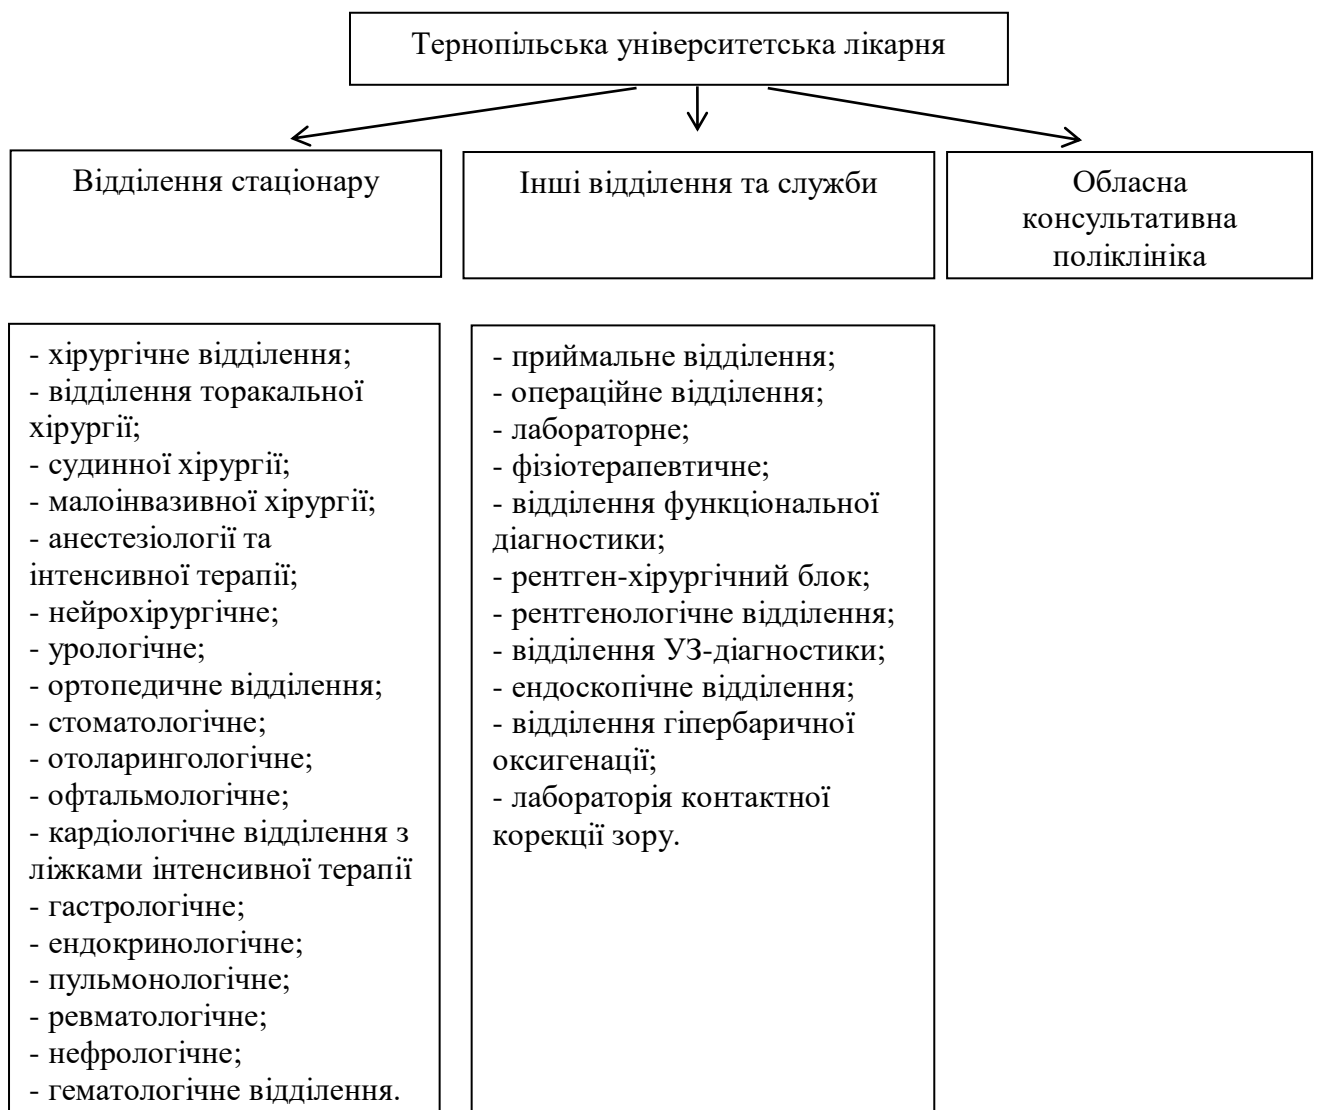 Тернопільська університетська лікарня
Відділення стаціонару
Інші відділення та служби
Обласна
консультативна
поліклініка
- хірургічне відділення;
- відділення торакальної
хірургії;
- судинної хірургії;
- малоінвазивної хірургії;
- анестезіології та
інтенсивної терапії;
- нейрохірургічне;
- урологічне;
- ортопедичне відділення;
- стоматологічне;
- отоларингологічне;
- офтальмологічне;
- кардіологічне відділення з
ліжками інтенсивної терапії
- гастрологічне;
- ендокринологічне;
- пульмонологічне;
- ревматологічне;
- нефрологічне;
- гематологічне відділення.
- приймальне відділення;
- операційне відділення;
- лабораторне;
- фізіотерапевтичне;
- відділення функціональної
діагностики;
- рентген-хірургічний блок;
- рентгенологічне відділення;
- відділення УЗ-діагностики;
- ендоскопічне відділення;
- відділення гіпербаричної
оксигенації;
- лабораторія контактної
корекції зору.